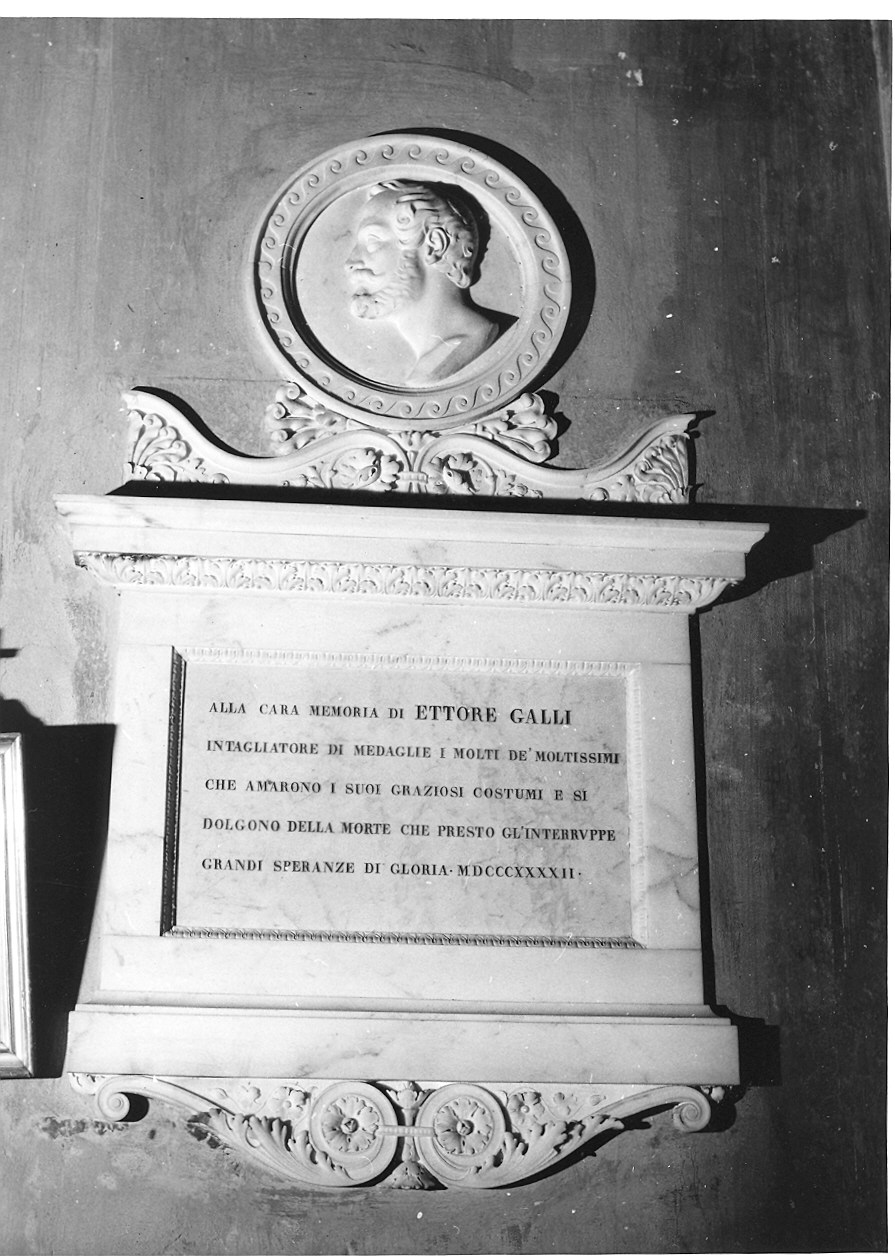 ALLA CARA MEMORIA DI ETTORE GALLI
INTAGLIATORE DI MEDAGLIE I MOLTI DE' MOLTISSIMI
CHE AMARONO I SUOI GRAZIOSI COSTUMI E SI
DOLGONO DELLA MORTE CHE PRESTO GL'INTERRVPPE
GRANDI SPERANZE DI GLORIA · MDCCCXXXXII ·